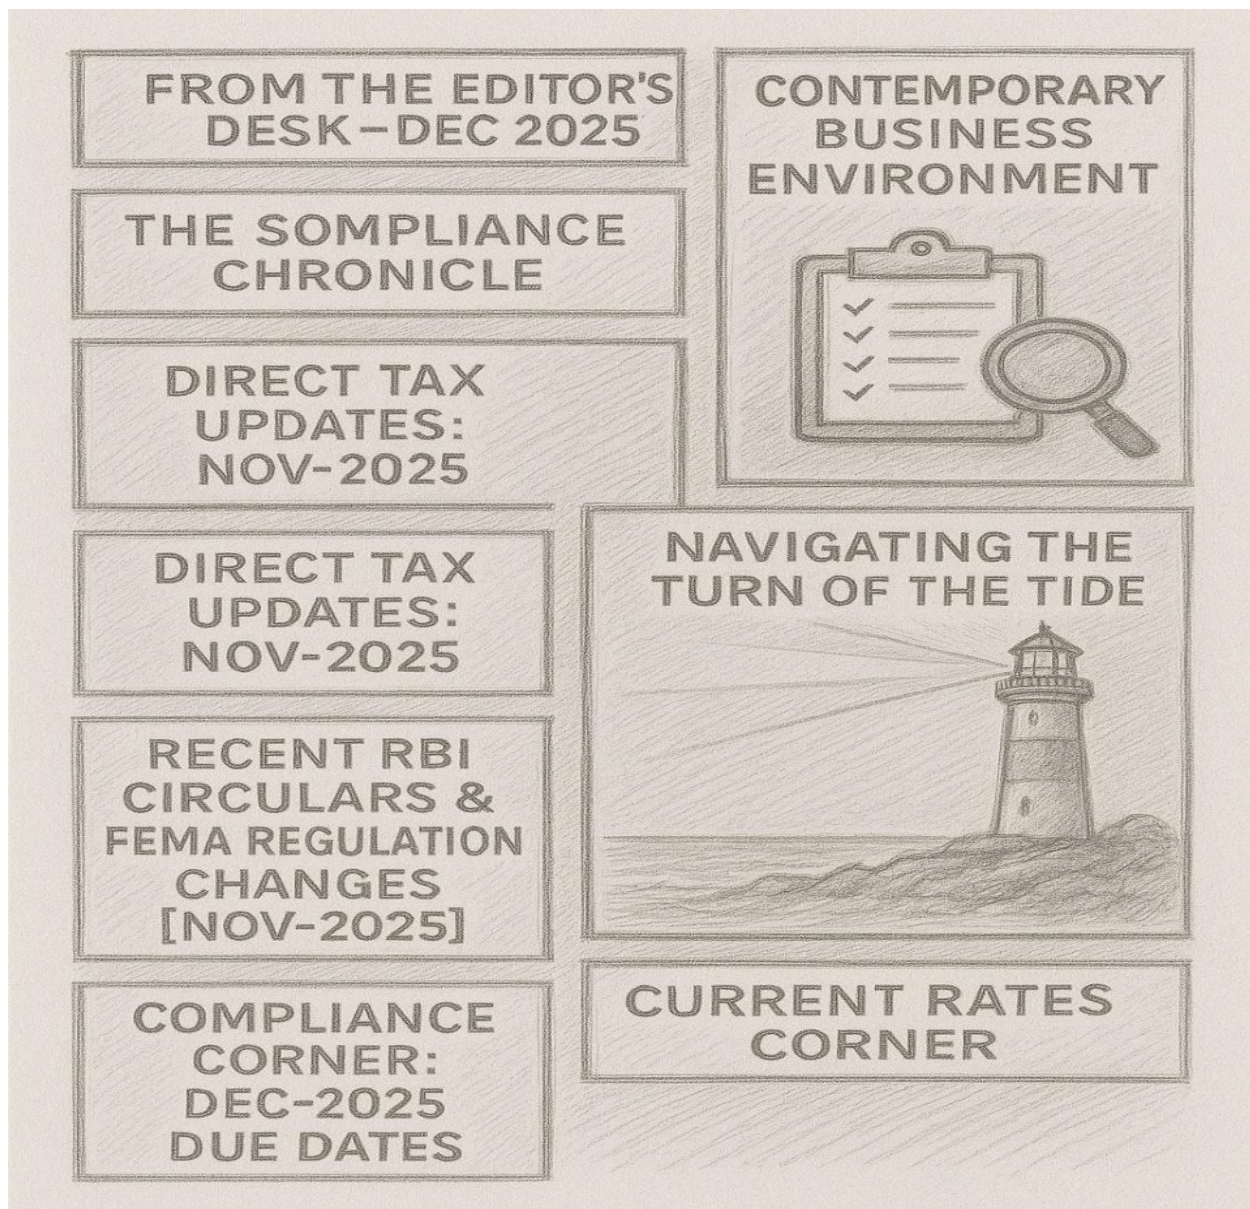 FROM THE EDITOR'S
DESK – DEC 2025
THE SOMPLIANCE
CHRONICLE
DIRECT TAX
UPDATES:
NOV-2025
DIRECT TAX
UPDATES:
NOV-2025
RECENT RBI
CIRCULARS &
FEMA REGULATION
CHANGES
[NOV-2025]
COMPLIANCE
CORNER:
DEC-2025
DUE DATES
CONTEMPORARY
BUSINESS
ENVIRONMENT
NAVIGATING THE
TURN OF THE TIDE
CURRENT RATES
CORNER